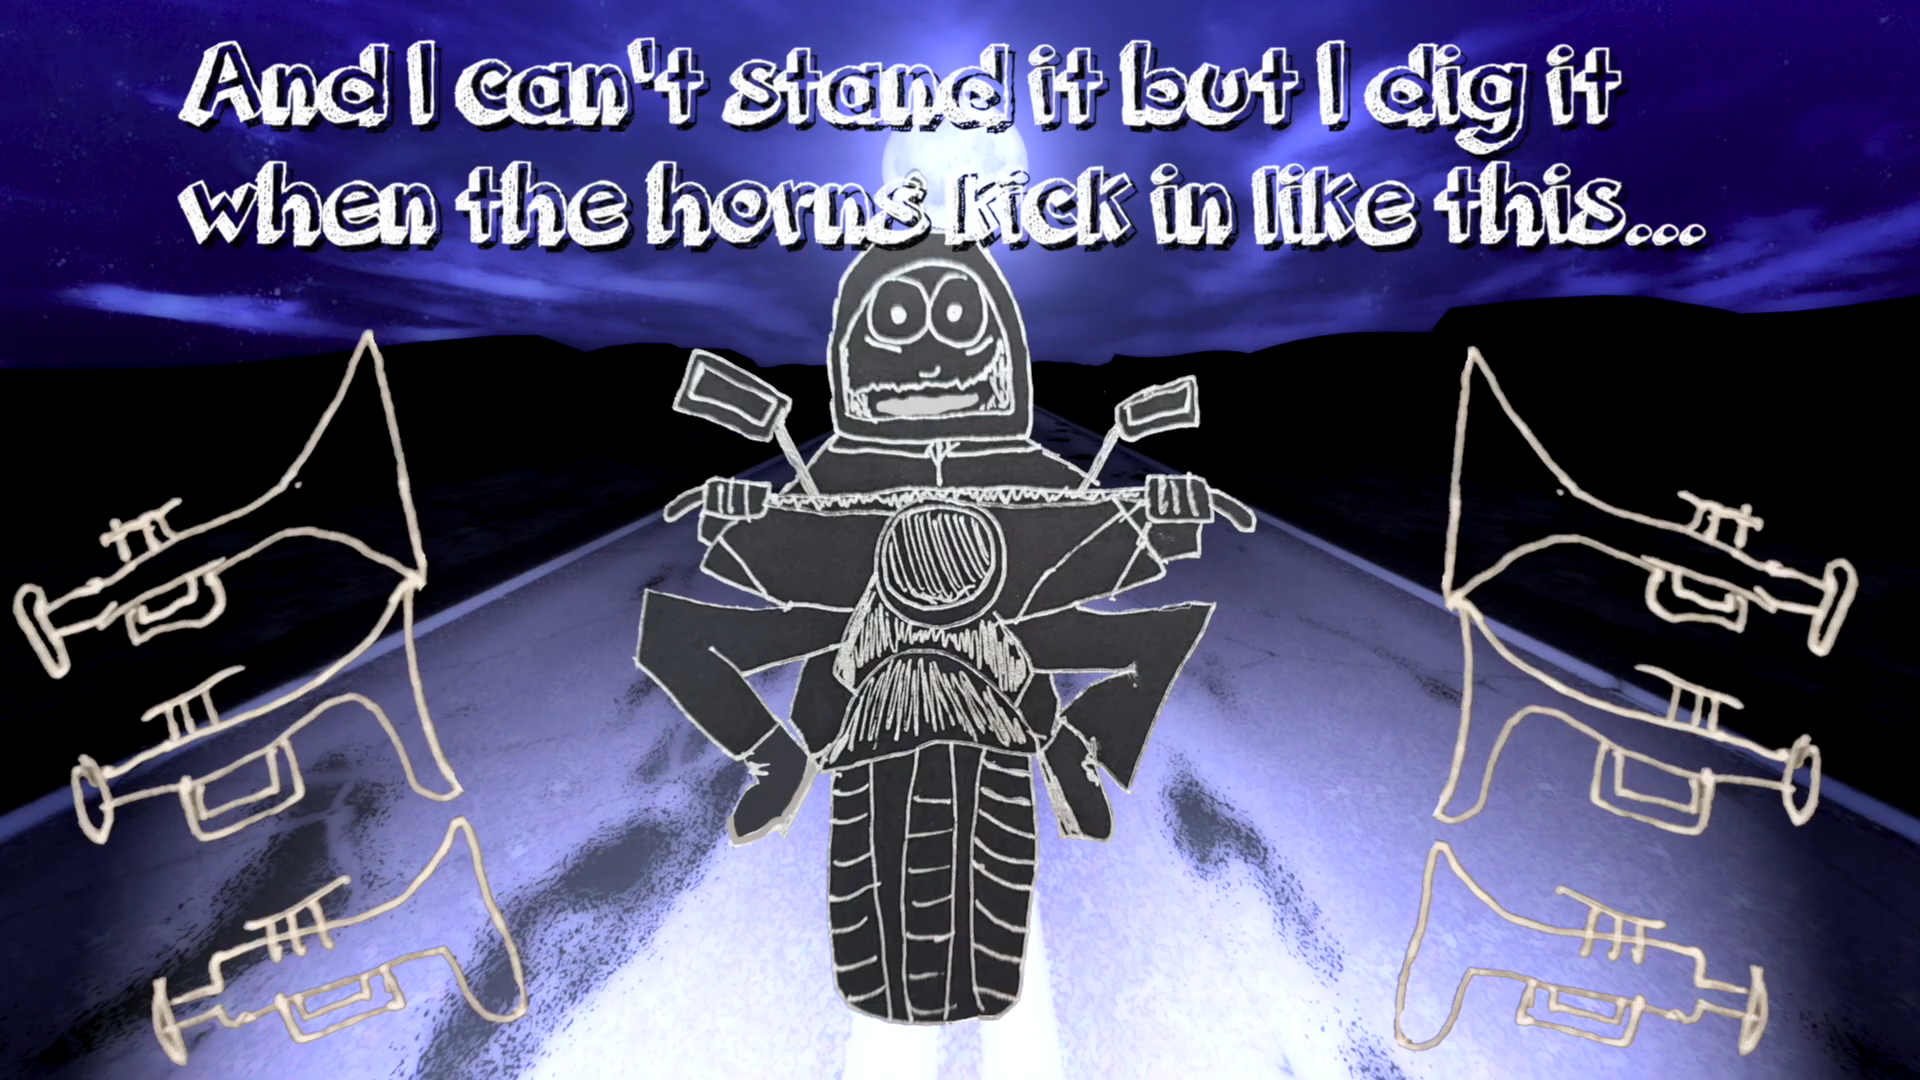 And I can't stand it but I dig it
when the horns kick in like this...